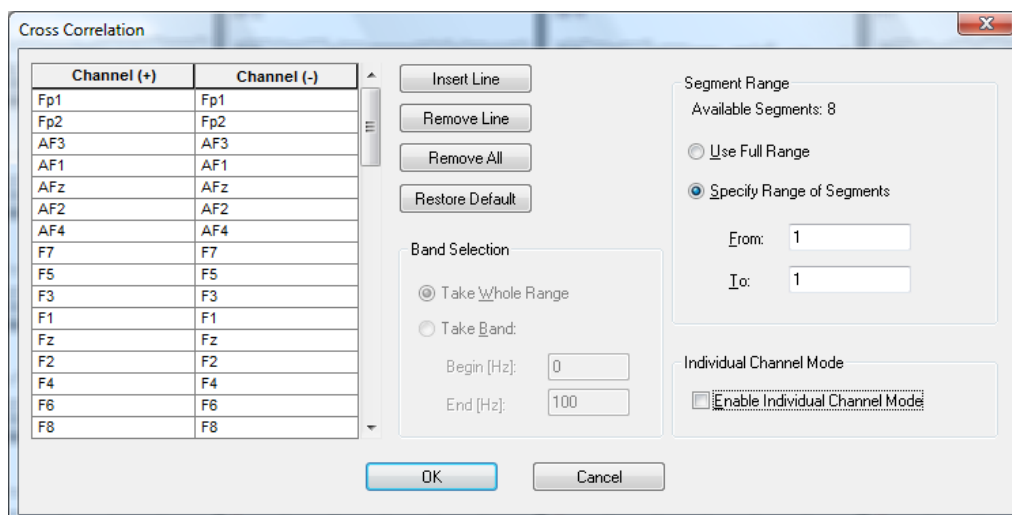 Cross Correlation
Channel (+) Channel (-)
Fp1 Fp1
Fp2 Fp2
AF3 AF3
AF1 AF1
AFz AFz
AF2 AF2
AF4 AF4
F7 F7
F5 F5
F3 F3
F1 F1
Fz Fz
F2 F2
F4 F4
F6 F6
F8 F8
Insert Line
Remove Line
Remove All
Restore Default
Band Selection
Take Whole Range
Take Band:
Begin [Hz]: 0
End [Hz]: 100
Segment Range
Available Segments: 8
Use Full Range
Specify Range of Segments
From: 1
To: 1
Individual Channel Mode
Enable Individual Channel Mode
OK
Cancel